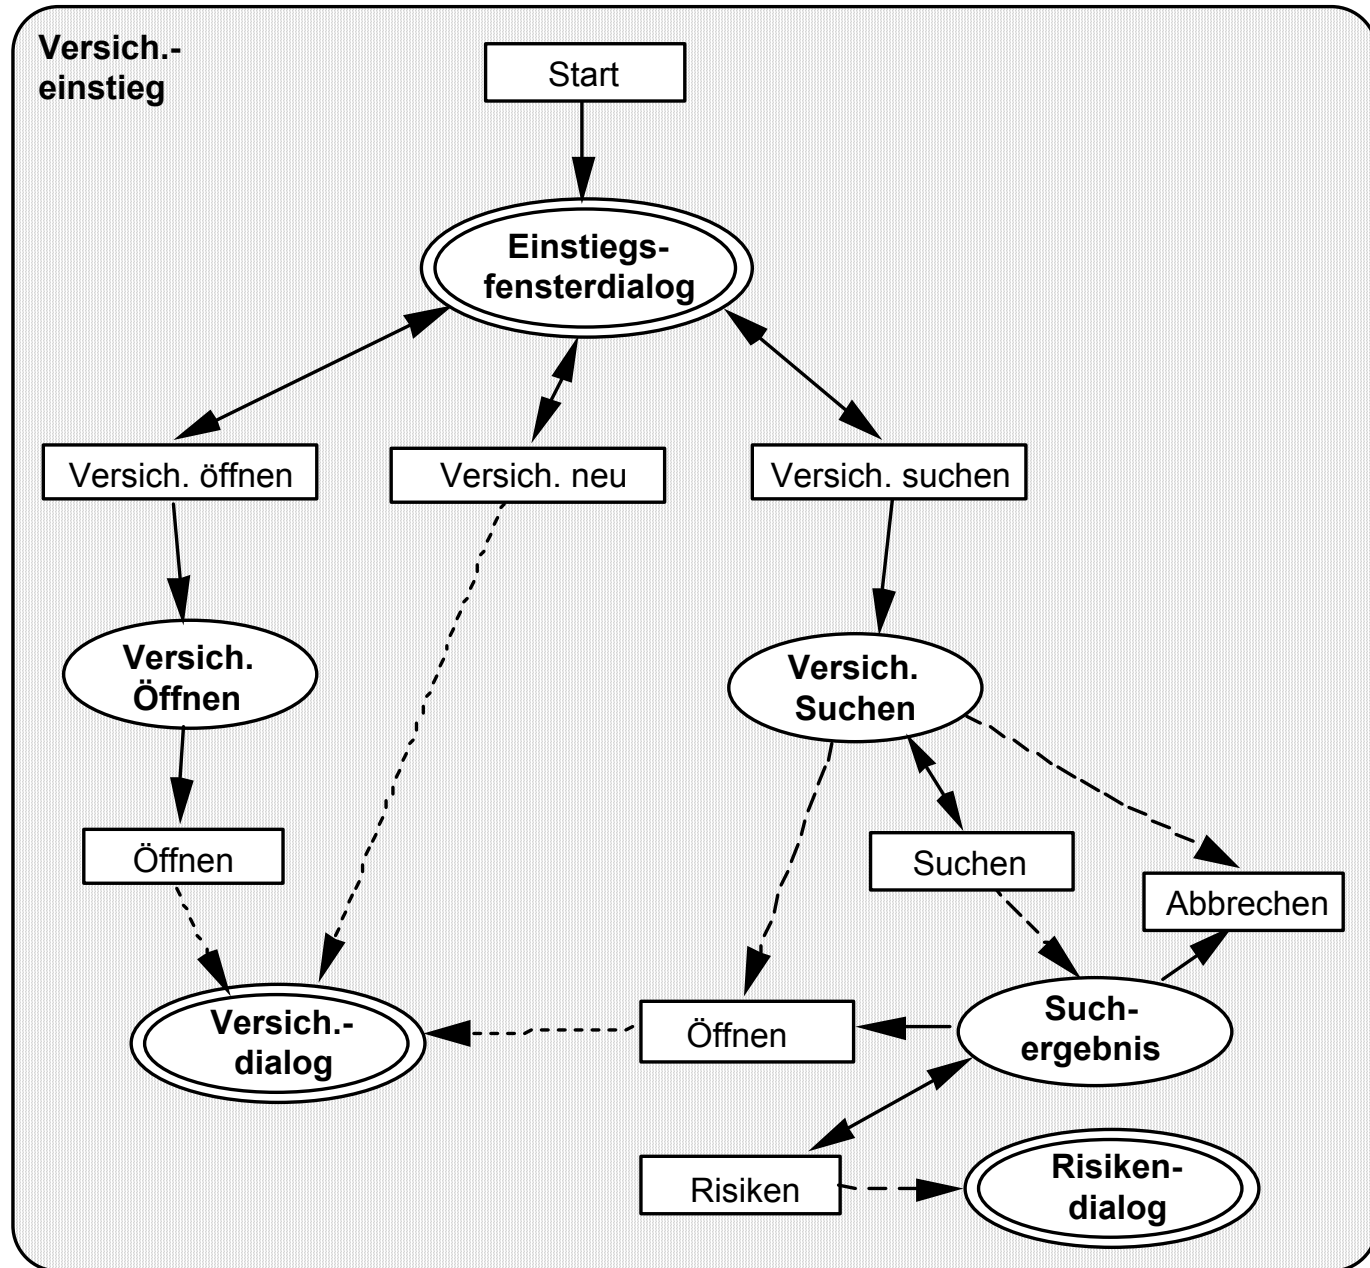 Versich.-
einstieg
Start
Einstiegs-
fensterdialog
Versich. öffnen
Versich. neu
Versich. suchen
Versich.
Öffnen
Versich.
Suchen
Öffnen
Suchen
Abbrechen
Versich.-
dialog
Öffnen
Such-
ergebnis
Risiken
Risiken-
dialog